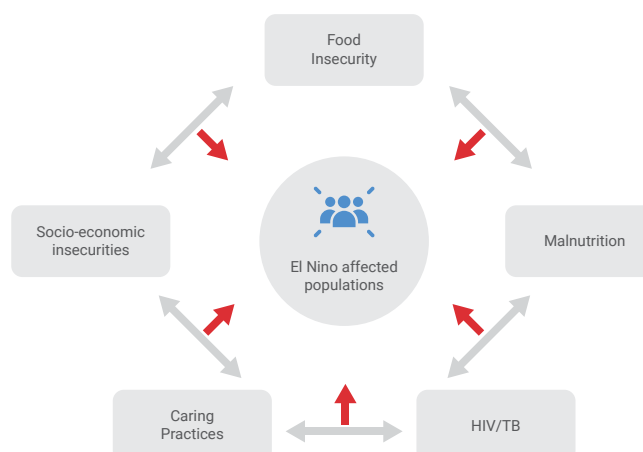 Food
Insecurity
Socio-economic
insecurities
Malnutrition
El Nino affected
populations
Caring
Practices
HIV/TB